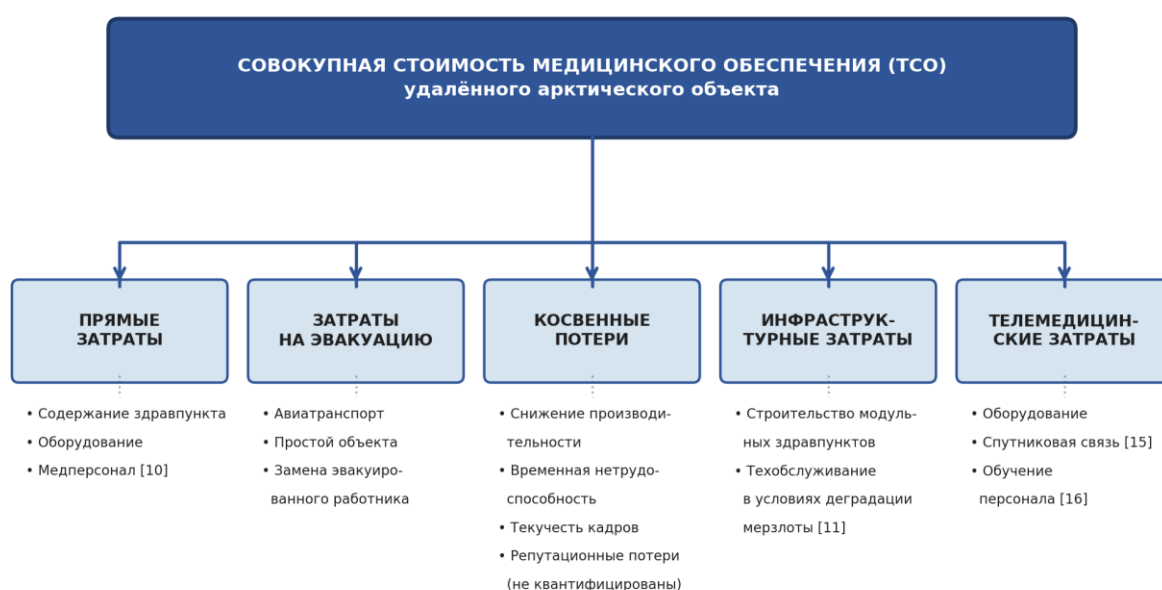 СОВОКУПНАЯ СТОИМОСТЬ МЕДИЦИНСКОГО ОБЕСПЕЧЕНИЯ (TCO)
удалённого арктического объекта
ПРЯМЫЕ
ЗАТРАТЫ
• Содержание здравпункта
• Оборудование
• Медперсонал [10]
ЗАТРАТЫ
НА ЭВАКУАЦИЮ
• Авиатранспорт
• Простой объекта
• Замена эвакуиро-
ванного работника
КОСВЕННЫЕ
ПОТЕРИ
• Снижение производи-
тельности
• Временная нетрудо-
способность
• Текучесть кадров
• Репутационные потери
(не квантифицированы)
ИНФРАСТРУК-
ТУРНЫЕ ЗАТРАТЫ
• Строительство модуль-
ных здравпунктов
• Техобслуживание
в условиях деградации
мерзлоты [11]
ТЕЛЕМЕДИЦИН-
СКИЕ ЗАТРАТЫ
• Оборудование
• Спутниковая связь [15]
• Обучение
персонала [16]